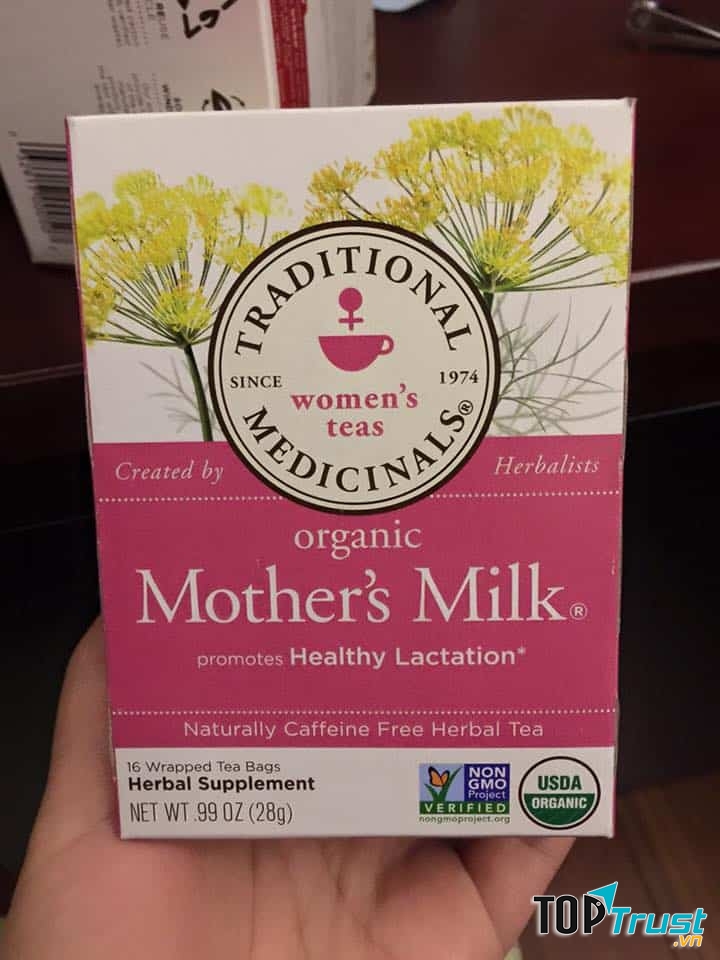 TRADITIONAL
SINCE 1974
women's
teas
MEDICINALS®
Created by Herbalists
organic
Mother's Milk®
promotes Healthy Lactation*
Naturally Caffeine Free Herbal Tea
16 Wrapped Tea Bags
Herbal Supplement
NET WT .99 OZ (28g)
NON
GMO
Project
VERIFIED
nongmoproject.org
USDA
ORGANIC
TOPTrust
.vn